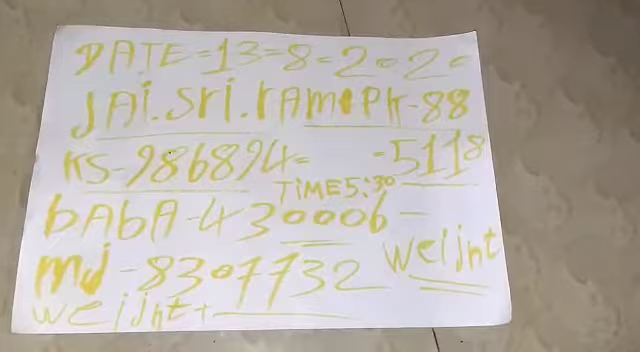 DATE=13=8=2020
JAi.Sri.rAm PK-88
KS-986894= =5118
TiME5:30
bAbA-430006-
mJ-8307732 weijnt
weijnt+